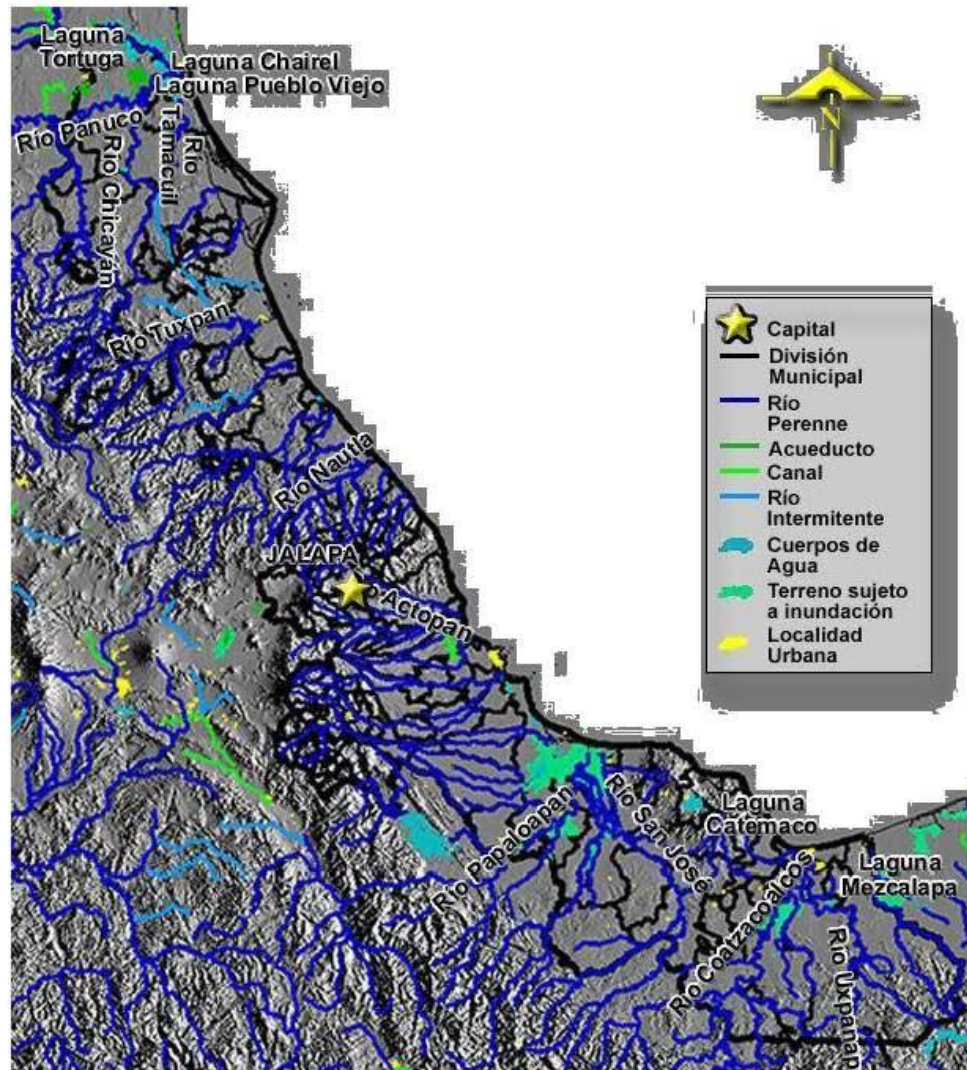 Laguna
Tortuga
Laguna Chairel
Laguna Pueblo Viejo
Río Panuco
Río
Tamacuil
Río Chicayán
Río Tuxpan
Río Nautla
JALAPA
Río Actopan
Río Papaloapan
Río San José
Laguna
Catemaco
Río Coatzacoalcos
Laguna
Mezcalapa
Río Uxpanapa
N
Capital
División
Municipal
Río
Perenne
Acueducto
Canal
Río
Intermitente
Cuerpos de
Agua
Terreno sujeto
a inundación
Localidad
Urbana